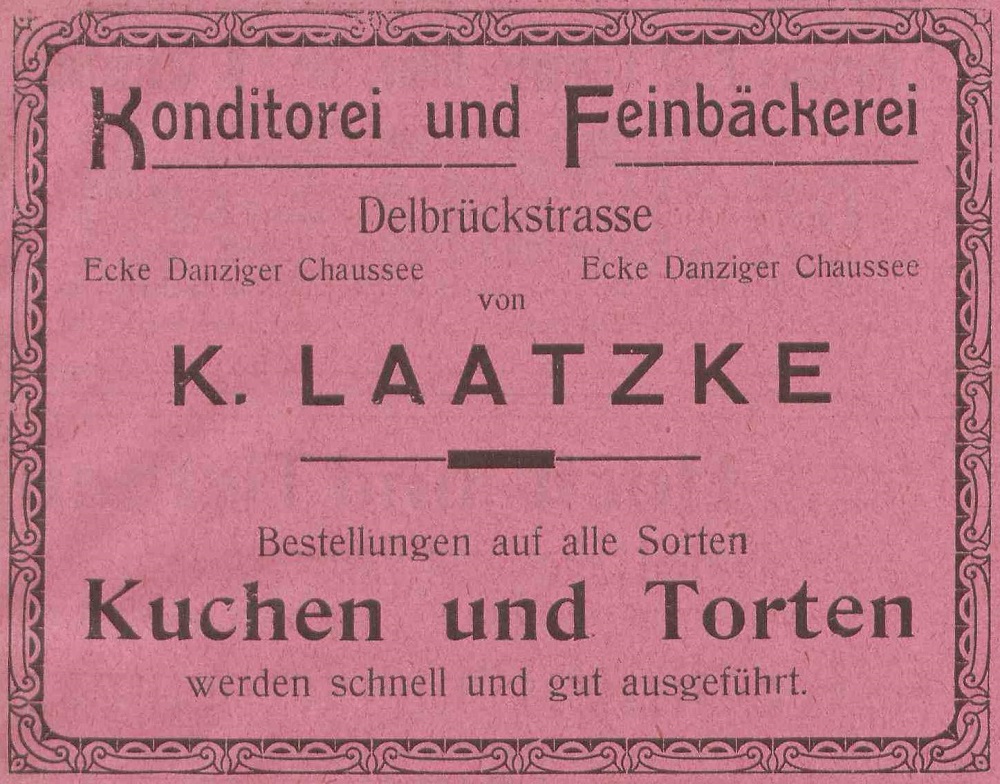 Konditorei und Feinbäckerei
Delbrückstrasse
Ecke Danziger Chaussee Ecke Danziger Chaussee
von
K. LAATZKE
Bestellungen auf alle Sorten
Kuchen und Torten
werden schnell und gut ausgeführt.